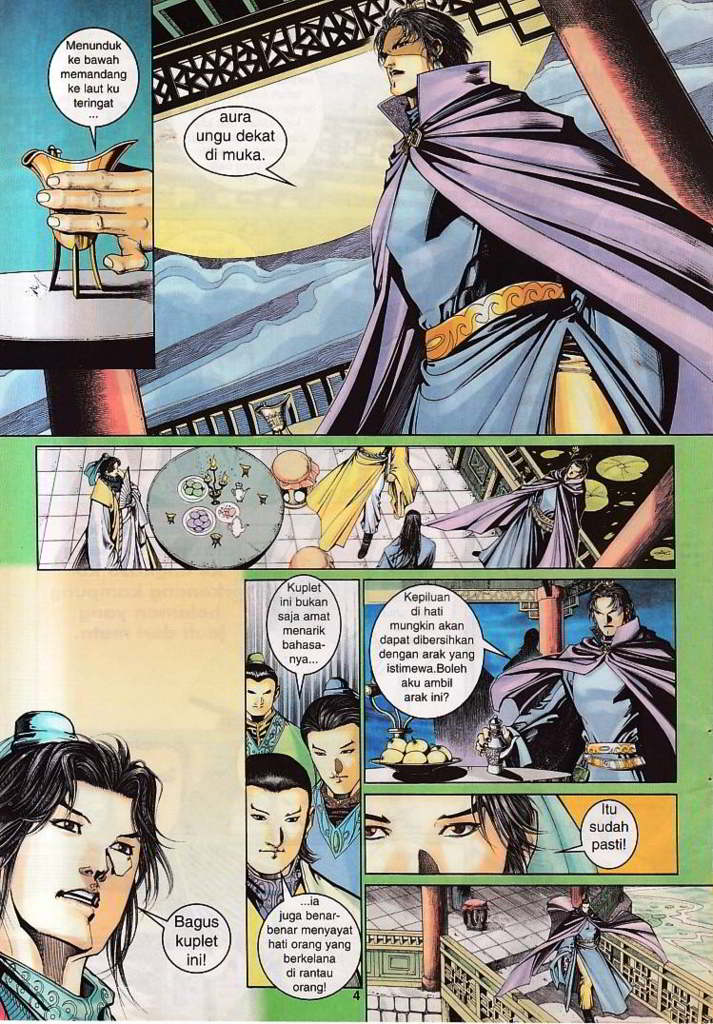 Menunduk
ke bawah
memandang
ke laut ku
teringat
...
aura
ungu dekat
di muka.
Bagus
kuplet
ini!
Kuplet
ini bukan
saja amat
menarik
bahasa-
nya...
...ia
juga benar-
benar menyayat
hati orang yang
berkelana
di rantau
orang!
Kepiluan
di hati
mungkin akan
dapat dibersihkan
dengan arak yang
istimewa.Boleh
aku ambil
arak ini?
Itu
sudah
pasti!
4